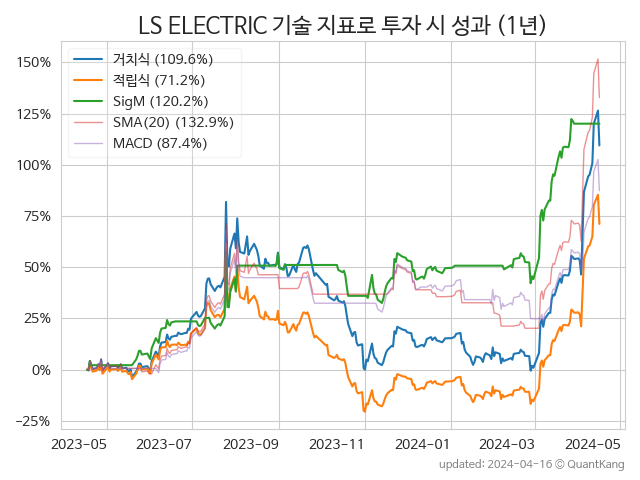 LS ELECTRIC 기술 지표로 투자 시 성과 (1년)
150%
125%
100%
75%
50%
25%
0%
−25%
거치식 (109.6%)
적립식 (71.2%)
SigM (120.2%)
SMA(20) (132.9%)
MACD (87.4%)
2023-05 2023-07 2023-09 2023-11 2024-01 2024-03 2024-05
updated: 2024-04-16 © QuantKang